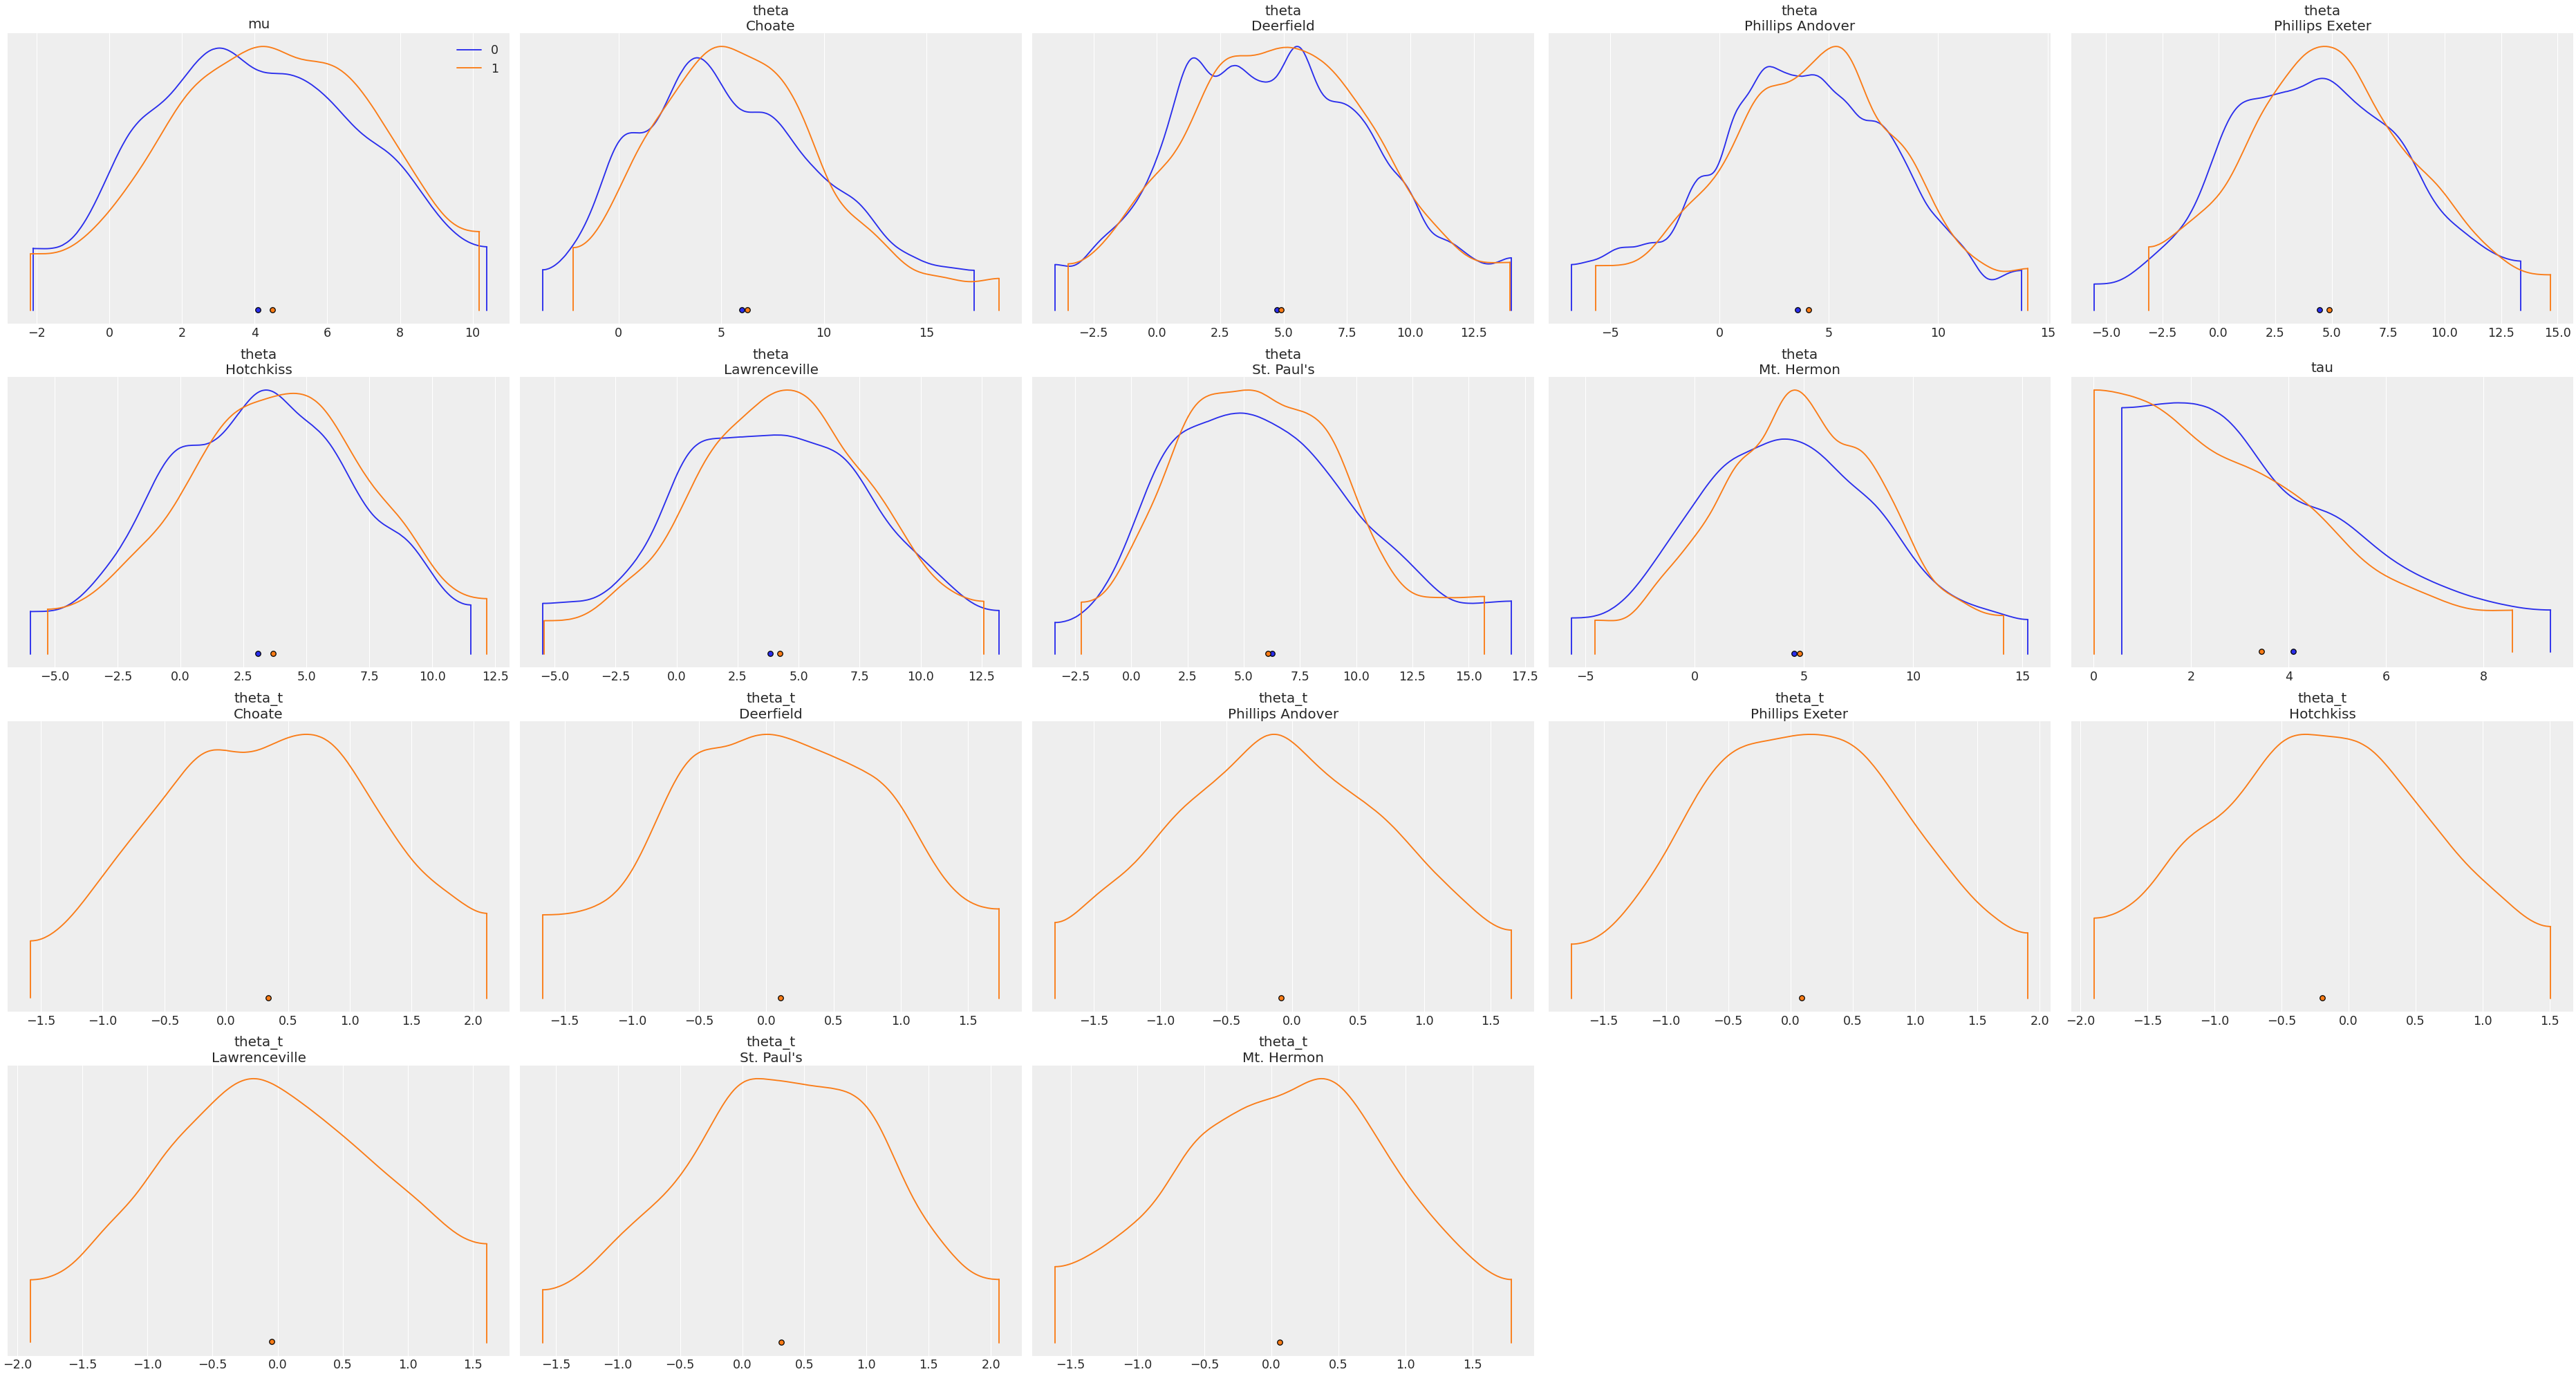 mu
0
1
−2 0 2 4 6 8 10
theta
Choate
0 5 10 15
theta
Deerfield
−2.5 0.0 2.5 5.0 7.5 10.0 12.5
theta
Phillips Andover
−5 0 5 10 15
theta
Phillips Exeter
−5.0 −2.5 0.0 2.5 5.0 7.5 10.0 12.5 15.0
theta
Hotchkiss
−5.0 −2.5 0.0 2.5 5.0 7.5 10.0 12.5
theta
Lawrenceville
−5.0 −2.5 0.0 2.5 5.0 7.5 10.0 12.5
theta
St. Paul's
−2.5 0.0 2.5 5.0 7.5 10.0 12.5 15.0 17.5
theta
Mt. Hermon
−5 0 5 10 15
tau
0 2 4 6 8
theta_t
Choate
−1.5 −1.0 −0.5 0.0 0.5 1.0 1.5 2.0
theta_t
Deerfield
−1.5 −1.0 −0.5 0.0 0.5 1.0 1.5
theta_t
Phillips Andover
−1.5 −1.0 −0.5 0.0 0.5 1.0 1.5
theta_t
Phillips Exeter
−1.5 −1.0 −0.5 0.0 0.5 1.0 1.5 2.0
theta_t
Hotchkiss
−2.0 −1.5 −1.0 −0.5 0.0 0.5 1.0 1.5
theta_t
Lawrenceville
−2.0 −1.5 −1.0 −0.5 0.0 0.5 1.0 1.5
theta_t
St. Paul's
−1.5 −1.0 −0.5 0.0 0.5 1.0 1.5 2.0
theta_t
Mt. Hermon
−1.5 −1.0 −0.5 0.0 0.5 1.0 1.5